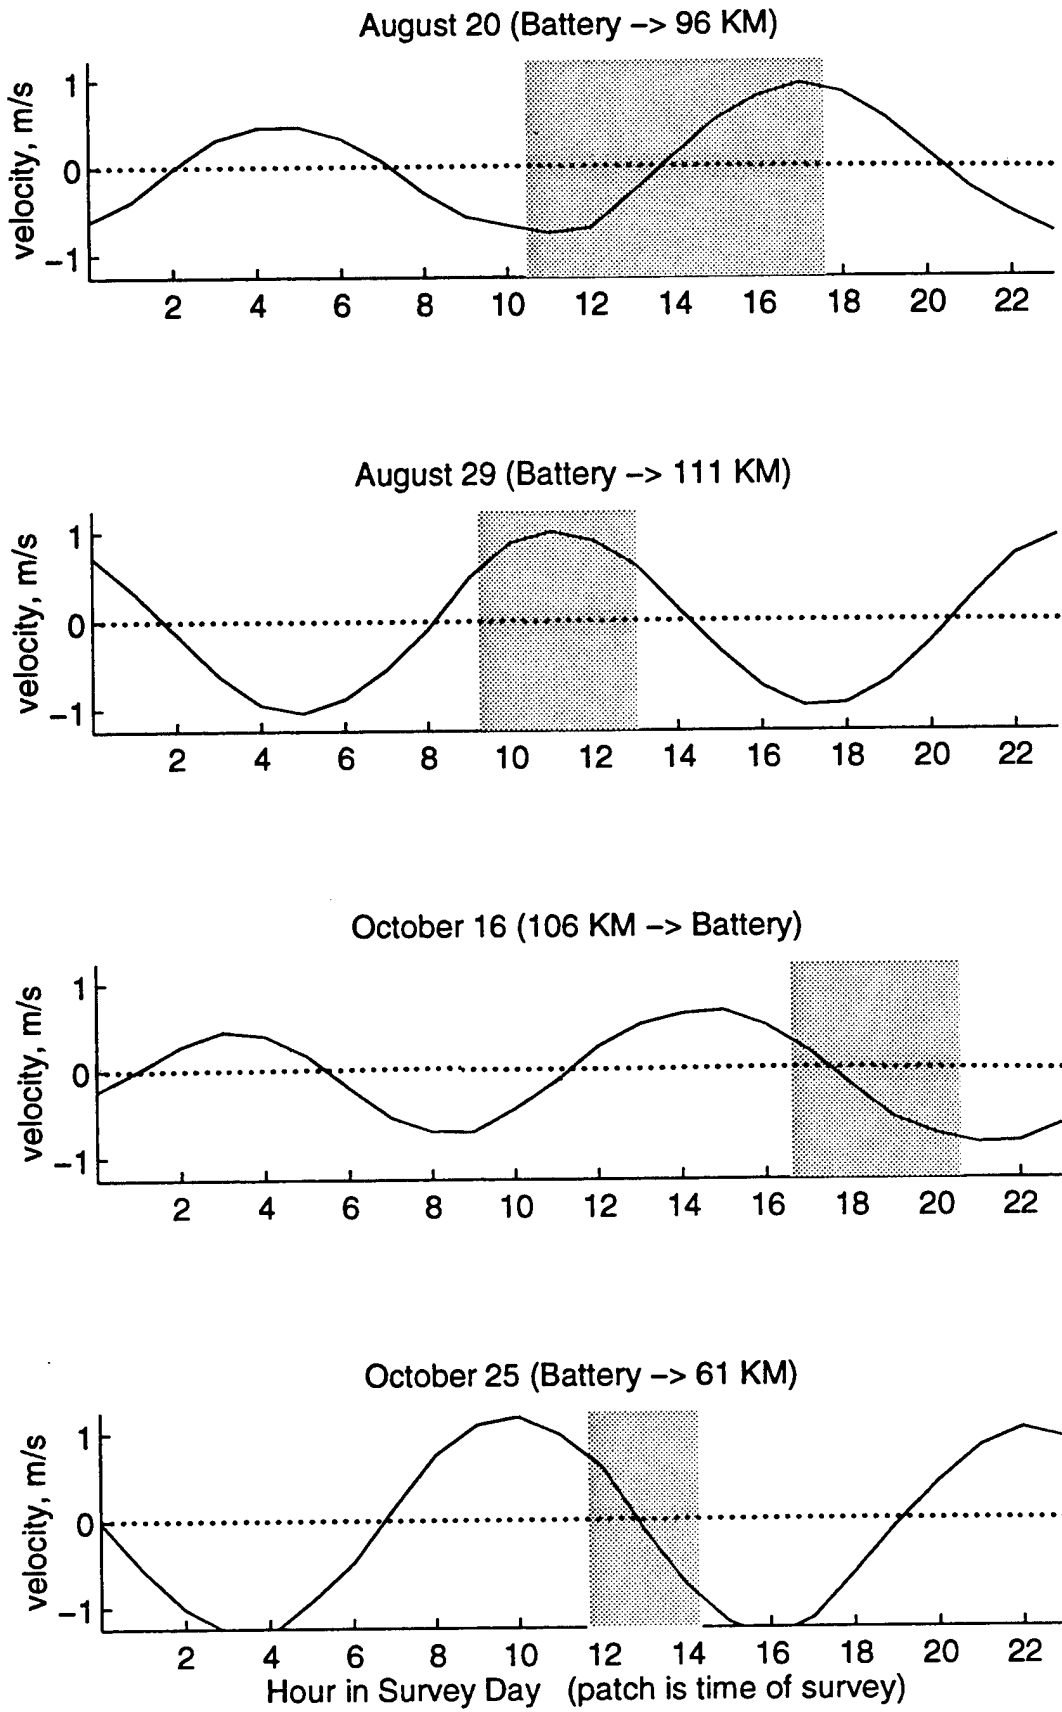 August 20 (Battery −> 96 KM)
velocity, m/s
1
0
−1
2 4 6 8 10 12 14 16 18 20 22
August 29 (Battery −> 111 KM)
velocity, m/s
1
0
−1
2 4 6 8 10 12 14 16 18 20 22
October 16 (106 KM −> Battery)
velocity, m/s
1
0
−1
2 4 6 8 10 12 14 16 18 20 22
October 25 (Battery −> 61 KM)
velocity, m/s
1
0
−1
2 4 6 8 10 12 14 16 18 20 22
Hour in Survey Day (patch is time of survey)